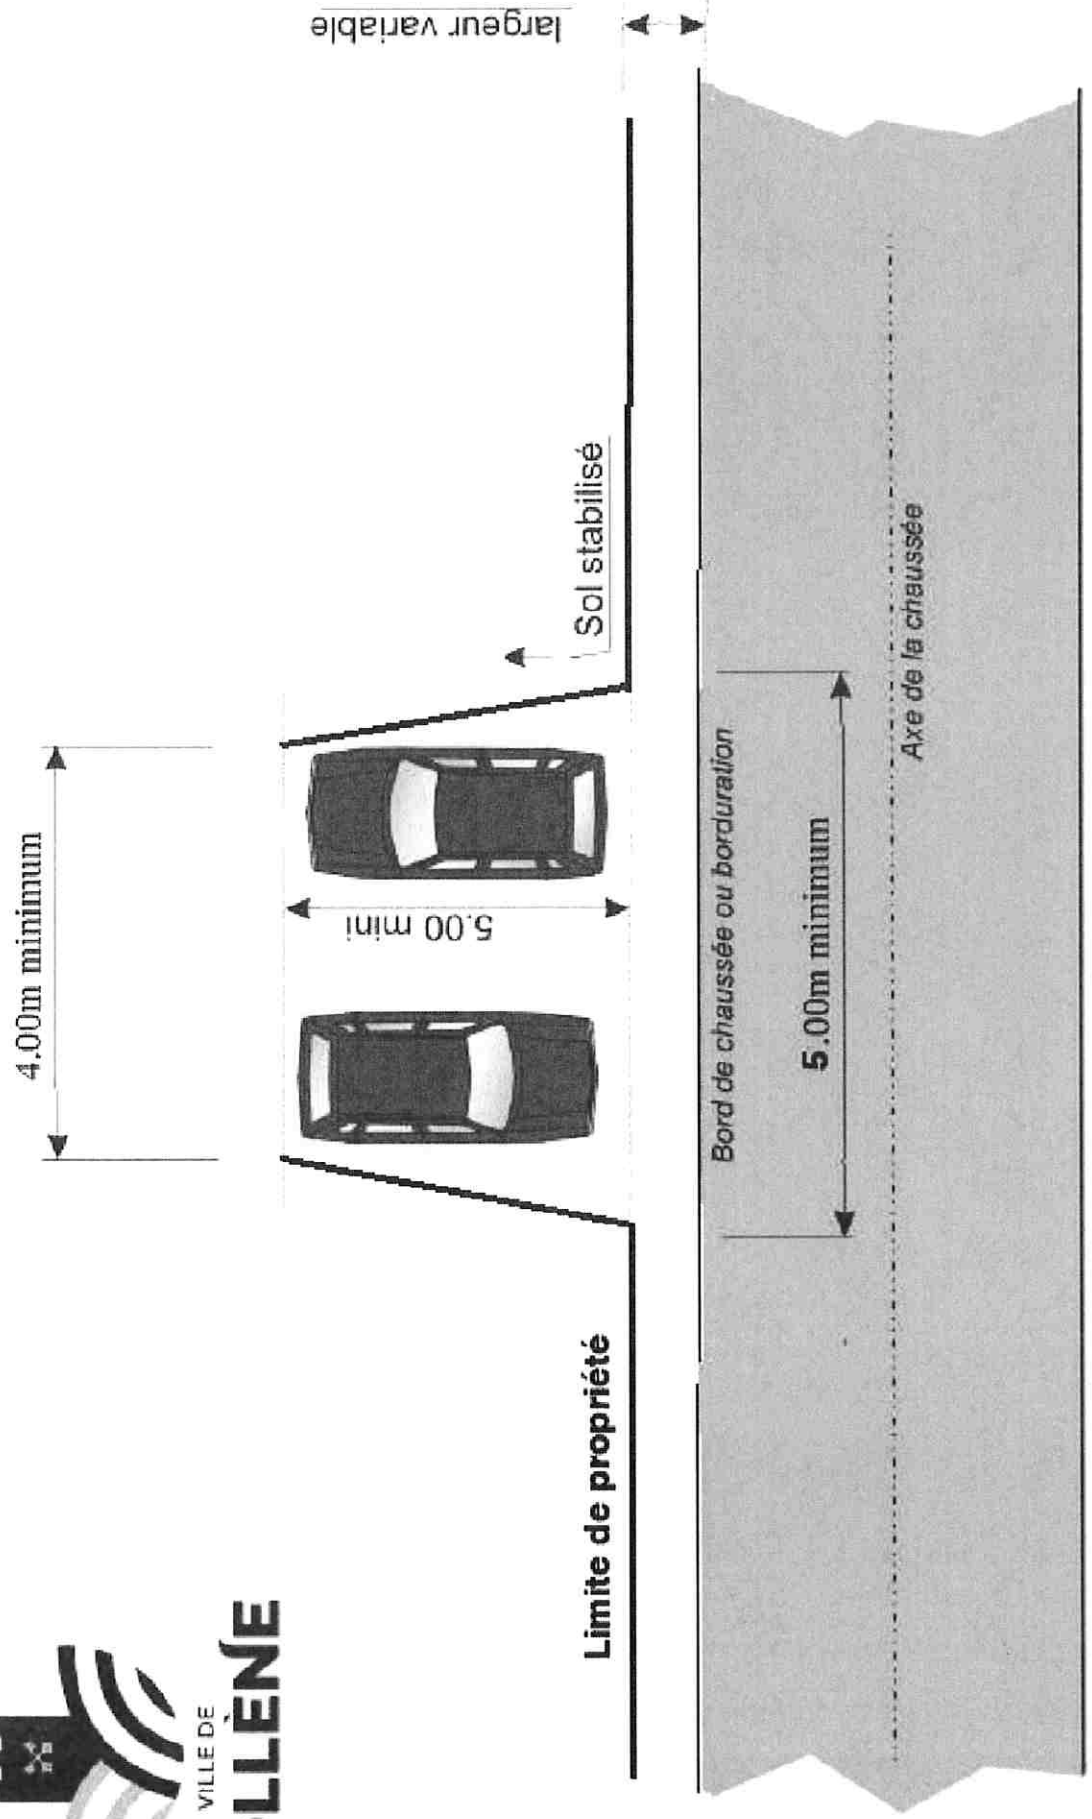 VILLE DE
LLÈNE
4.00m minimum
5.00 mini
Sol stabilisé
largeur variable
Limite de propriété
Bord de chaussée ou borduration
5.00m minimum
Axe de la chaussée